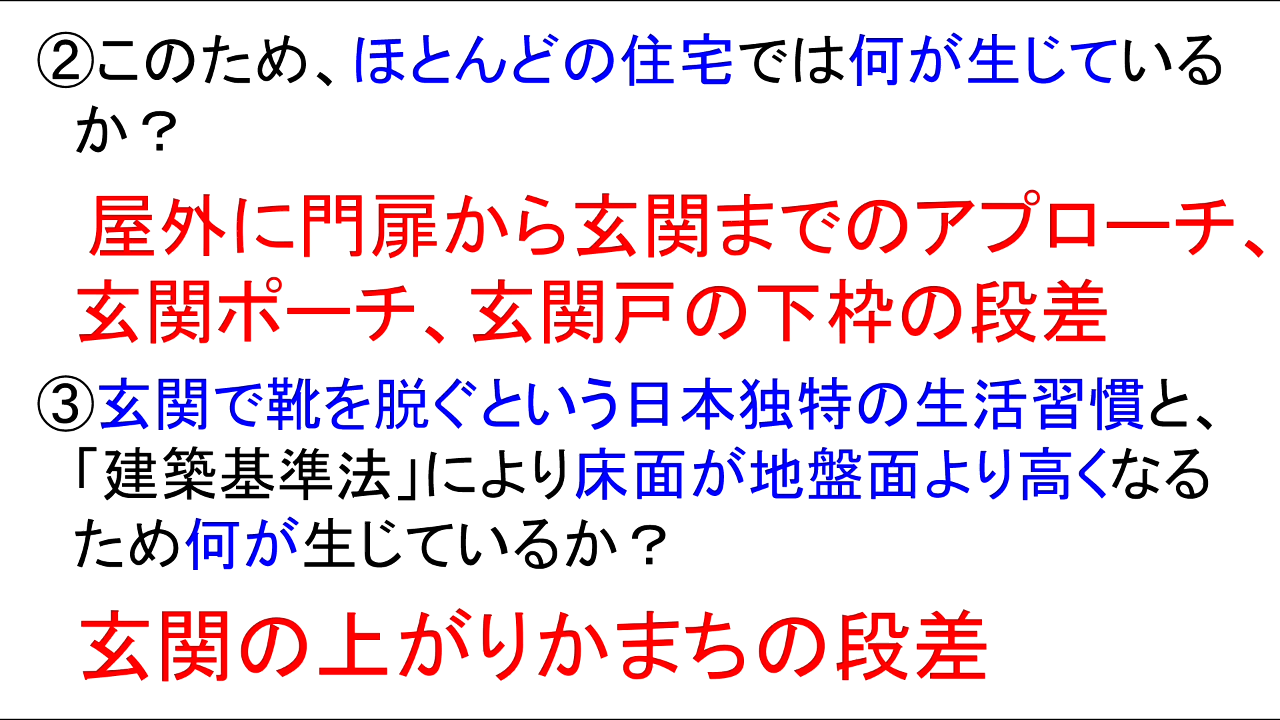 ②このため、ほとんどの住宅では何が生じている
か？
屋外に門扉から玄関までのアプローチ、
玄関ポーチ、玄関戸の下枠の段差
③玄関で靴を脱ぐという日本独特の生活習慣と、
「建築基準法」により床面が地盤面より高くなる
ため何が生じているか？
玄関の上がりかまちの段差